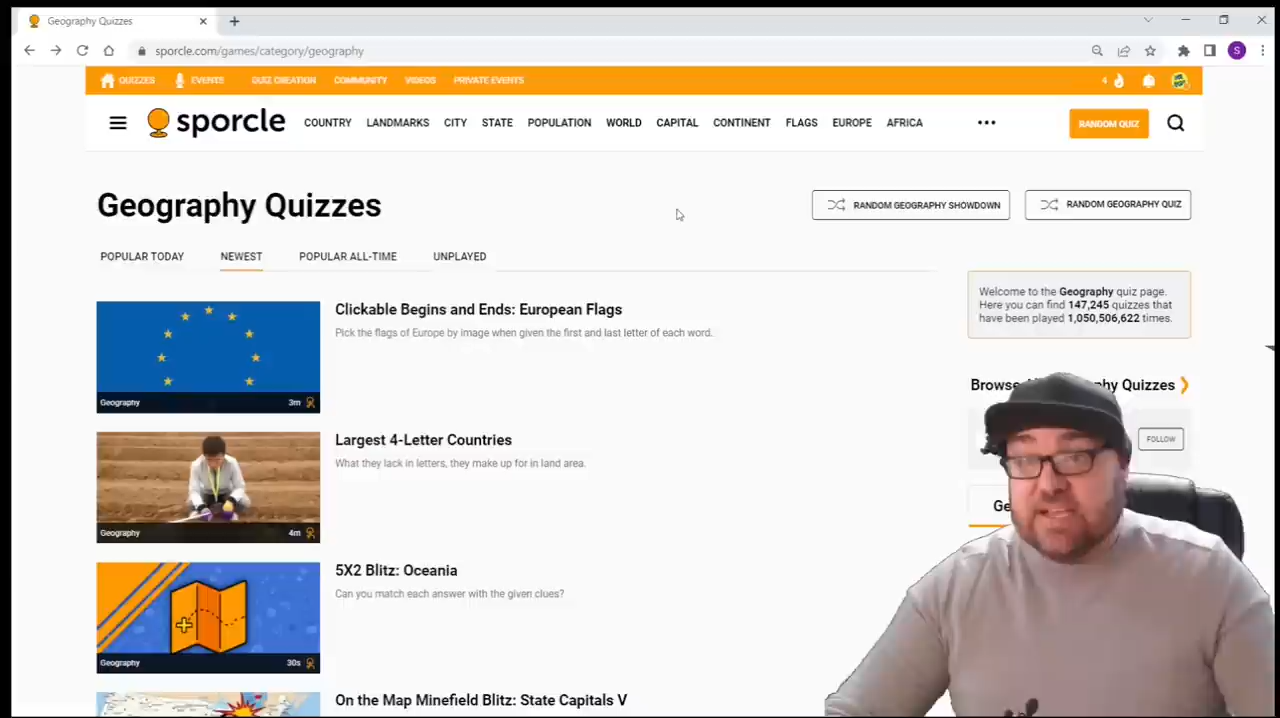 Geography Quizzes
sporcle.com/games/category/geography
S
QUIZZES EVENTS QUIZ CREATION COMMUNITY VIDEOS PRIVATE EVENTS 4
sporcle COUNTRY LANDMARKS CITY STATE POPULATION WORLD CAPITAL CONTINENT FLAGS EUROPE AFRICA RANDOM QUIZ
Geography Quizzes
RANDOM GEOGRAPHY SHOWDOWN RANDOM GEOGRAPHY QUIZ
POPULAR TODAY NEWEST POPULAR ALL-TIME UNPLAYED
Clickable Begins and Ends: European Flags
Pick the flags of Europe by image when given the first and last letter of each word.
Geography 3m
Largest 4-Letter Countries
What they lack in letters, they make up for in land area.
Geography 4m
5X2 Blitz: Oceania
Can you match each answer with the given clues?
Geography 30s
On the Map Minefield Blitz: State Capitals V
Welcome to the Geography quiz page.
Here you can find 147,245 quizzes that
have been played 1,050,506,622 times.
Browse hy Quizzes
FOLLOW
Ge